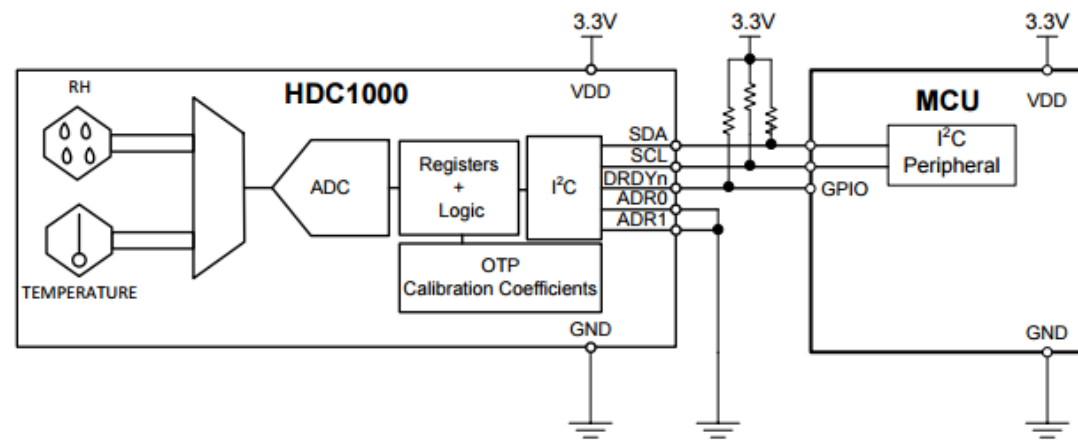 3.3V
3.3V
3.3V
RH
HDC1000
VDD
MCU
VDD
SDA
I²C
Peripheral
SCL
Registers
+
Logic
ADC
I²C
DRDYn
GPIO
ADR0
ADR1
OTP
Calibration Coefficients
TEMPERATURE
GND
GND